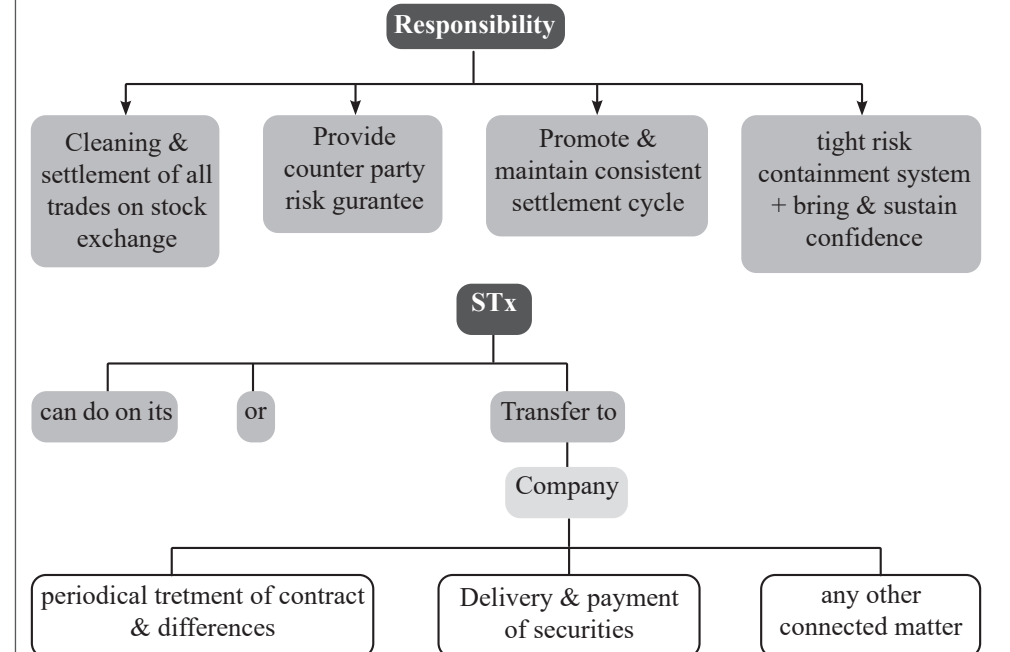 Responsibility
Cleaning &
settlement of all
trades on stock
exchange
Provide
counter party
risk gurantee
Promote &
maintain consistent
settlement cycle
tight risk
containment system
+ bring & sustain
confidence
STx
can do on its
or
Transfer to
Company
periodical tretment of contract
& differences
Delivery & payment
of securities
any other
connected matter